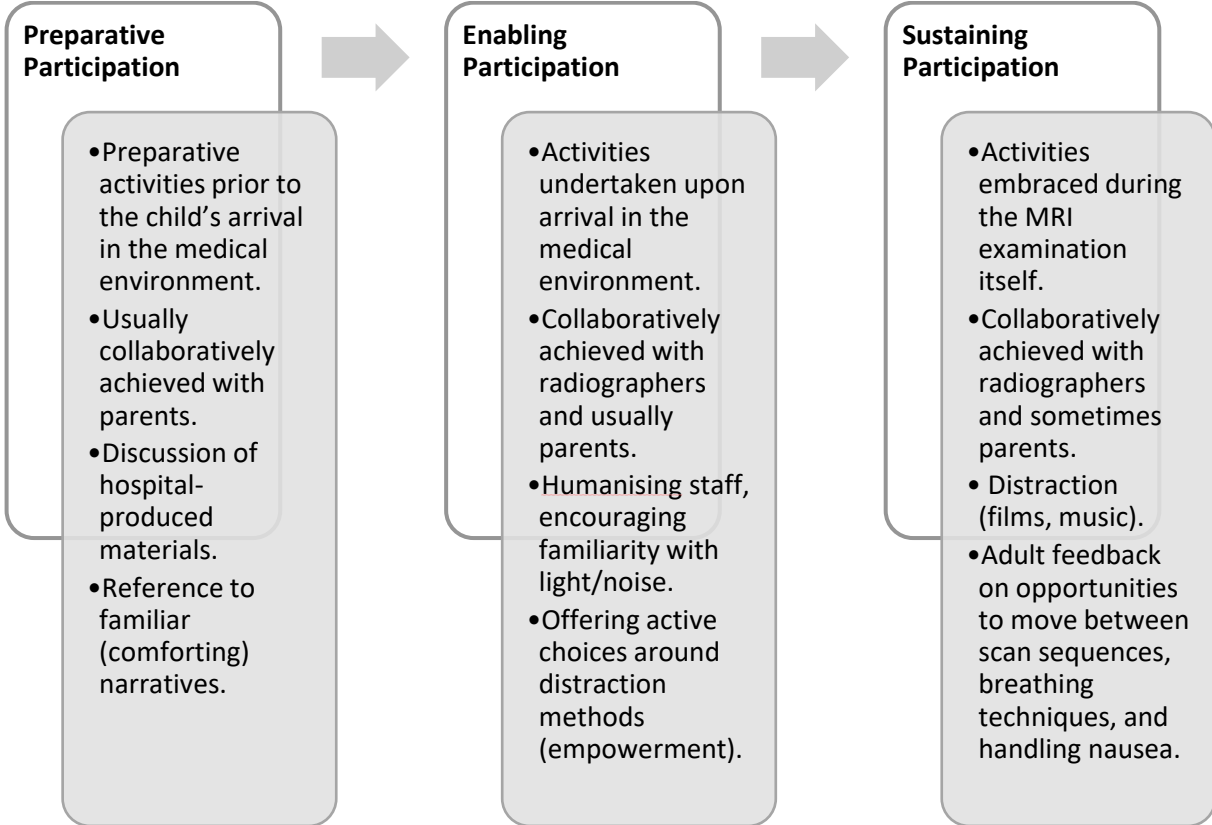 Preparative
Participation
•Preparative
activities prior to
the child’s arrival
in the medical
environment.
•Usually
collaboratively
achieved with
parents.
•Discussion of
hospital-
produced
materials.
•Reference to
familiar
(comforting)
narratives.
Enabling
Participation
•Activities
undertaken upon
arrival in the
medical
environment.
•Collaboratively
achieved with
radiographers
and usually
parents.
•Humanising staff,
encouraging
familiarity with
light/noise.
•Offering active
choices around
distraction
methods
(empowerment).
Sustaining
Participation
•Activities
embraced during
the MRI
examination
itself.
•Collaboratively
achieved with
radiographers
and sometimes
parents.
• Distraction
(films, music).
•Adult feedback
on opportunities
to move between
scan sequences,
breathing
techniques, and
handling nausea.